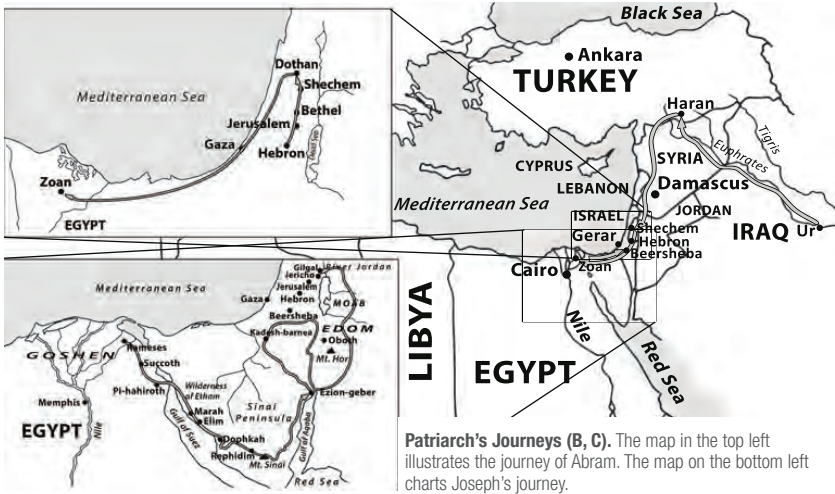 Mediterranean Sea
Dothan
Shechem
Bethel
Jerusalem
Gaza
Hebron
Dead Sea
Zoan
EGYPT
Black Sea
Ankara
TURKEY
Haran
Tigris
Euphrates
CYPRUS
SYRIA
LEBANON
Damascus
Mediterranean Sea
JORDAN
ISRAEL
Shechem
IRAQ
Ur
Gerar
Hebron
Beersheba
Cairo
Zoan
LIBYA
Nile
EGYPT
Red Sea
Mediterranean Sea
Gilgal
River Jordan
Jericho
Jerusalem
Gaza
Hebron
MOAB
Beersheba
Kadesh-barnea
EDOM
Oboth
Mt. Hor
GOSHEN
Rameses
Succoth
Pi-hahiroth
Wilderness
of Etham
Ezion-geber
Memphis
Marah
Elim
Sinai
Peninsula
EGYPT
Nile
Gulf of Suez
Dophkah
Rephidim
Mt. Sinai
Gulf of Aqaba
Red Sea
Patriarch's Journeys (B, C). The map in the top left
illustrates the journey of Abram. The map on the bottom left
charts Joseph's journey.